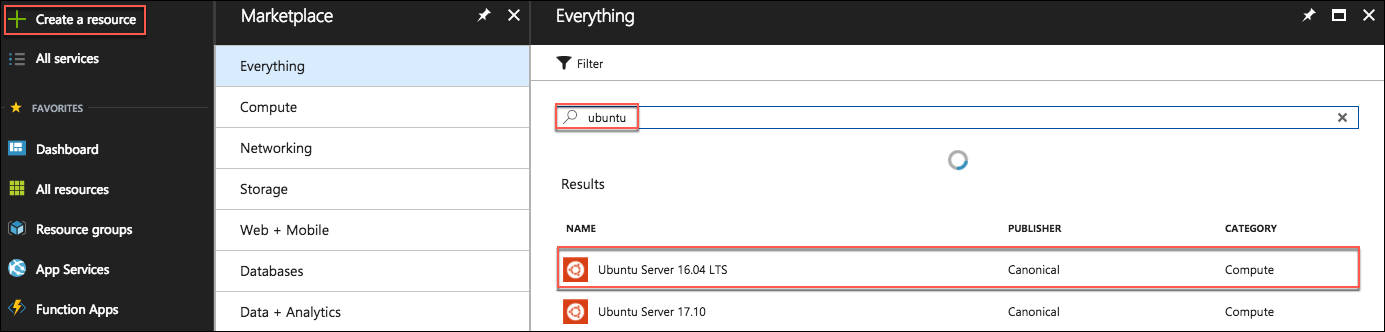 Create a resource
All services
FAVORITES
Dashboard
All resources
Resource groups
App Services
Function Apps
Marketplace
Everything
Compute
Networking
Storage
Web + Mobile
Databases
Data + Analytics
Everything
Filter
ubuntu
Results
NAME PUBLISHER CATEGORY
Ubuntu Server 16.04 LTS Canonical Compute
Ubuntu Server 17.10 Canonical Compute